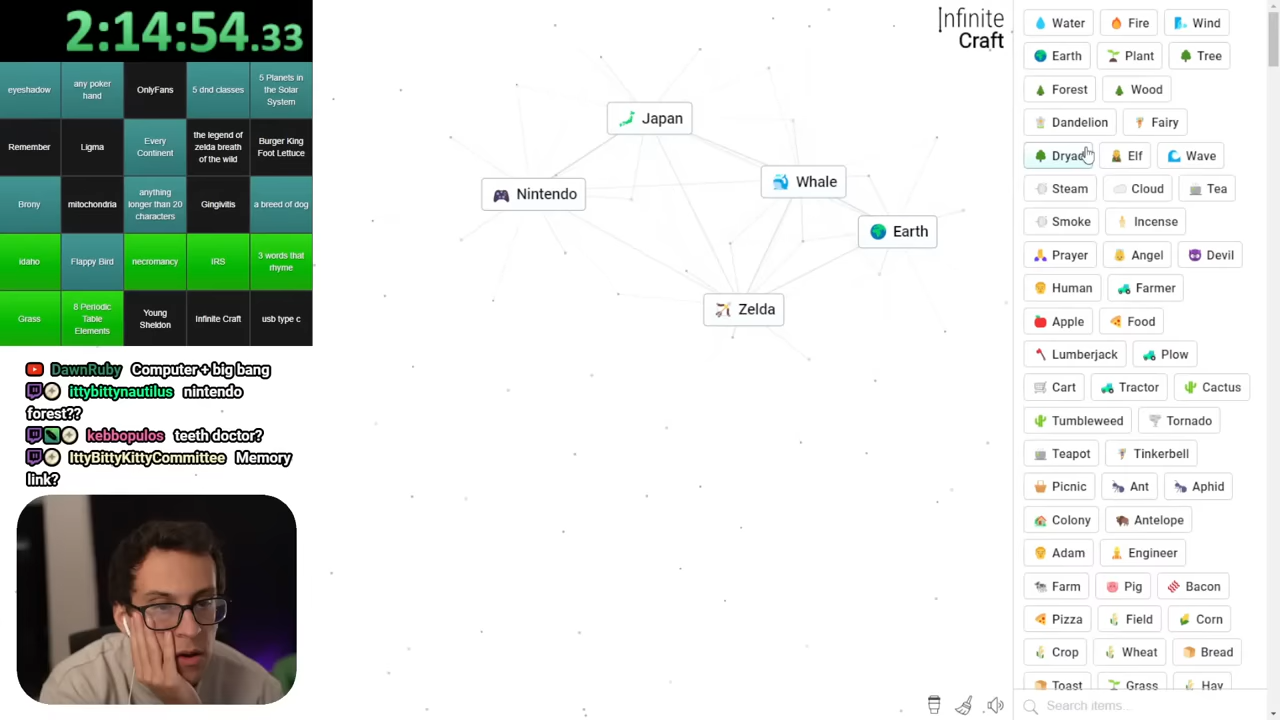 2:14:54.33
eyeshadow
any poker
hand
OnlyFans
5 dnd classes
5 Planets in
the Solar
System
Remember
Ligma
Every
Continent
the legend of
zelda breath
of the wild
Burger King
Foot Lettuce
Brony
mitochondria
anything
longer than 20
characters
Gingivitis
a breed of dog
idaho
Flappy Bird
necromancy
IRS
3 words that
rhyme
Grass
8 Periodic
Table
Elements
Young
Sheldon
Infinite Craft
usb type c
DawnRuby Computer + big bang
ittybittynautilus nintendo
forest??
kebbopulos teeth doctor?
IttyBittyKittyCommittee Memory
link?
Infinite
Craft
Japan
Nintendo
Whale
Earth
Zelda
Water Fire Wind
Earth Plant Tree
Forest Wood
Dandelion Fairy
Dryad Elf Wave
Steam Cloud Tea
Smoke Incense
Prayer Angel Devil
Human Farmer
Apple Food
Lumberjack Plow
Cart Tractor Cactus
Tumbleweed Tornado
Teapot Tinkerbell
Picnic Ant Aphid
Colony Antelope
Adam Engineer
Farm Pig Bacon
Pizza Field Corn
Crop Wheat Bread
Toast Grass Hay
Search items...